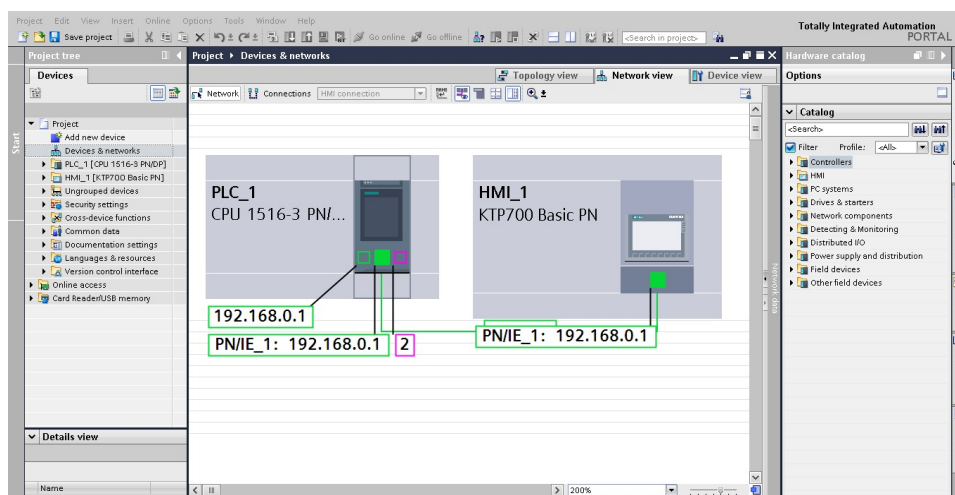 Project Edit View Insert Online Options Tools Window Help
Totally Integrated Automation
PORTAL
Save project
Go online
Go offline
<Search in project>
Project tree
Project
Devices & networks
Hardware catalog
Devices
Topology view
Network view
Device view
Options
Network
Connections
HMI connection
Start
Project
Add new device
Devices & networks
PLC_1 [CPU 1516-3 PN/DP]
HMI_1 [KTP700 Basic PN]
Ungrouped devices
Security settings
Cross-device functions
Common data
Documentation settings
Languages & resources
Version control interface
Online access
Card Reader/USB memory
PLC_1
CPU 1516-3 PN/...
HMI_1
KTP700 Basic PN
192.168.0.1
PN/IE_1: 192.168.0.1
2
PN/IE_1: 192.168.0.1
Network data
Catalog
<Search>
Filter
Profile:
<All>
Controllers
HMI
PC systems
Drives & starters
Network components
Detecting & Monitoring
Distributed I/O
Power supply and distribution
Field devices
Other field devices
Details view
Name
200%